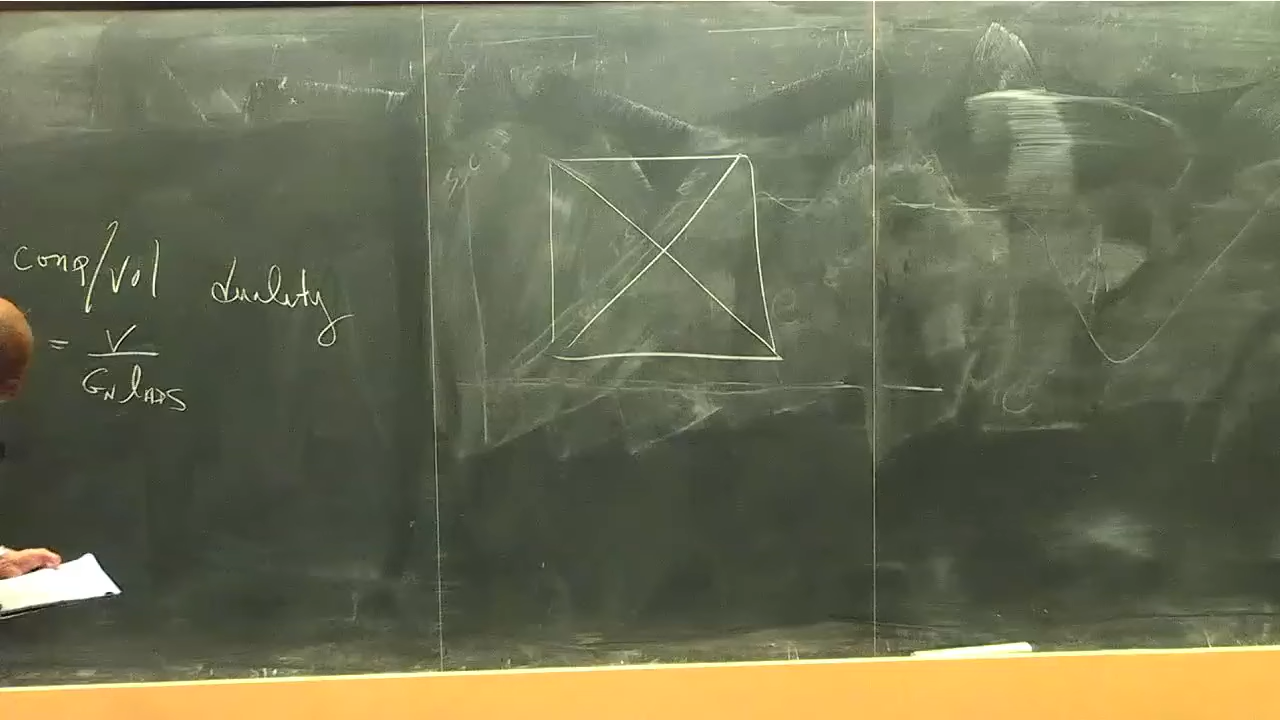 comp/Vol duality
= V / G_N l_AdS
C